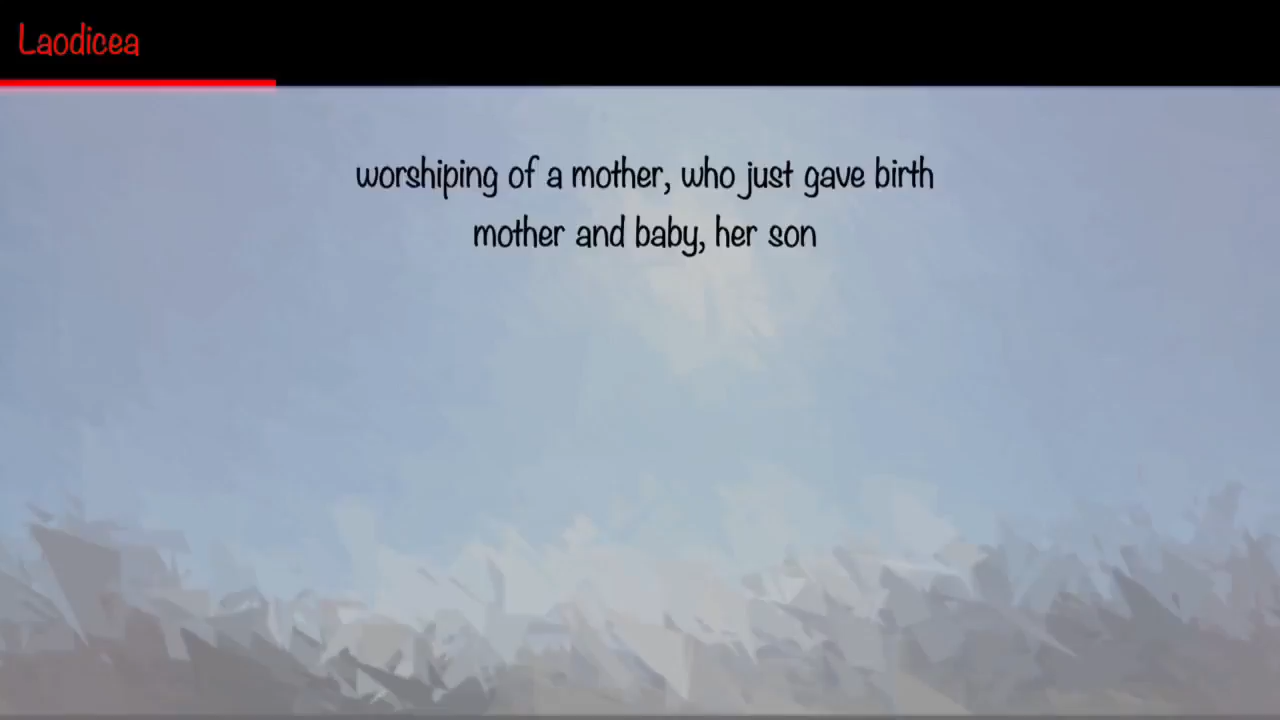 Laodicea
worshiping of a mother, who just gave birth
mother and baby, her son